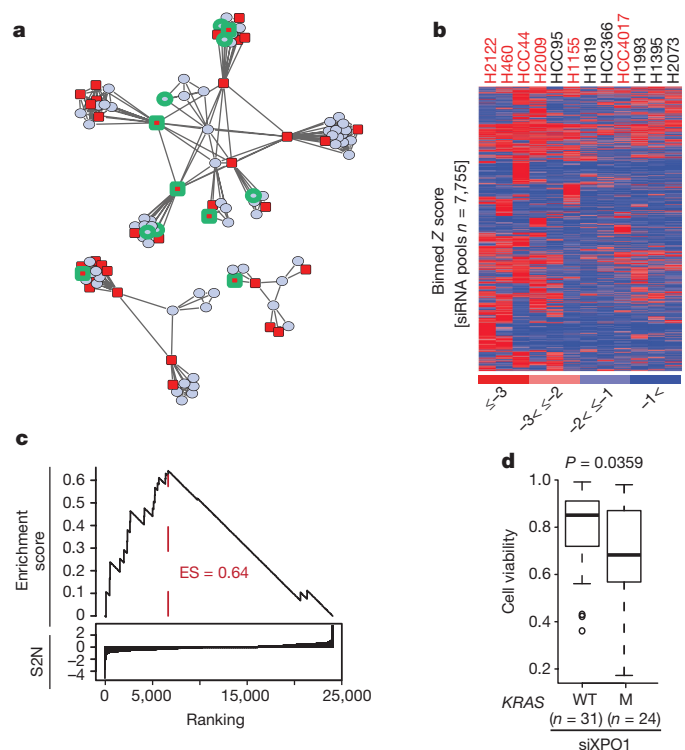 a
b
H2122
H460
HCC44
H2009
HCC95
H1155
H1819
HCC366
HCC4017
H1993
H1395
H2073
Binned Z score
[siRNA pools n = 7,755]
≤-3
-3< ≤-2
-2< ≤-1
-1<
c
Enrichment
score
0.6
0.5
0.4
0.3
0.2
0.1
0
ES = 0.64
S2N
2
0
-2
-4
0
5,000
15,000
25,000
Ranking
d
P = 0.0359
Cell viability
1.0
0.8
0.6
0.4
0.2
KRAS WT M
(n = 31) (n = 24)
siXPO1